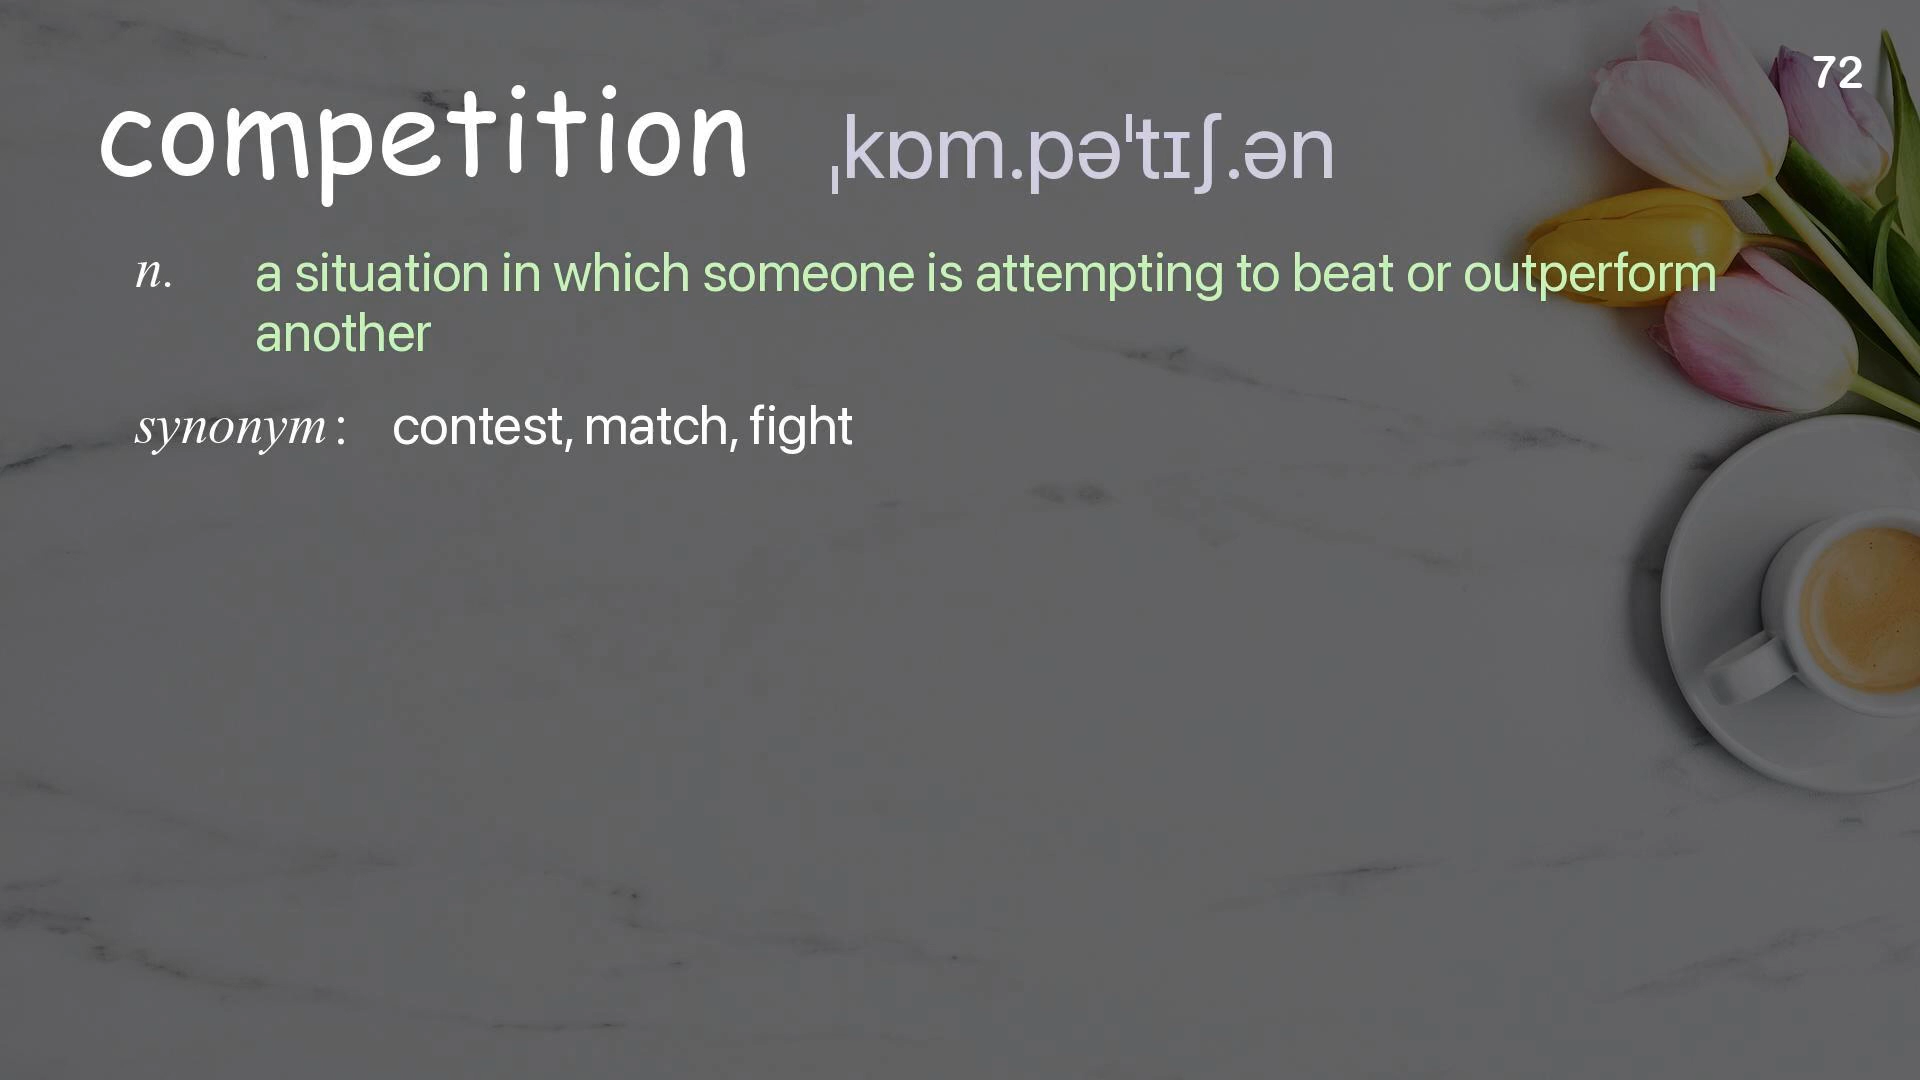 72
competition ˌkɒm.pəˈtɪʃ.ən
n. a situation in which someone is attempting to beat or outperform
another
synonym : contest, match, fight